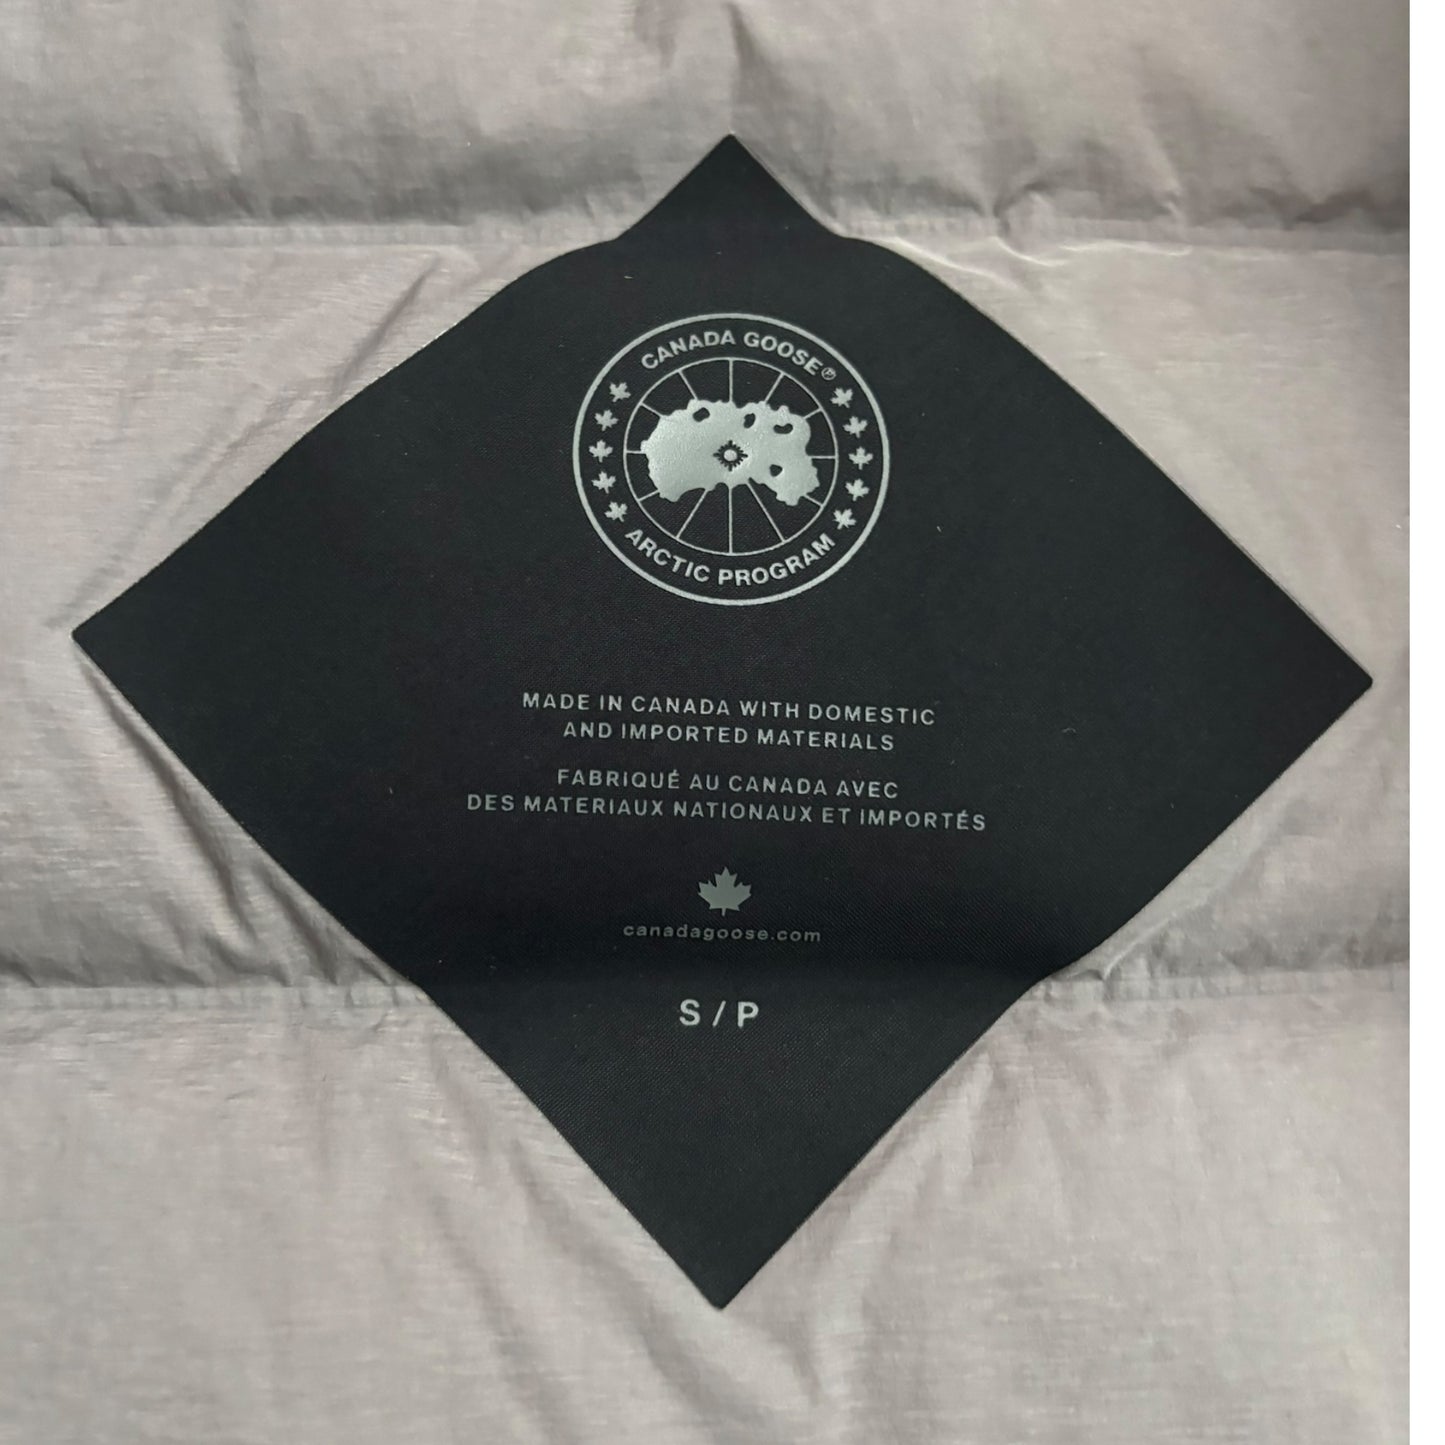 CANADA GOOSE®
ARCTIC PROGRAM
MADE IN CANADA WITH DOMESTIC
AND IMPORTED MATERIALS
FABRIQUÉ AU CANADA AVEC
DES MATERIAUX NATIONAUX ET IMPORTÉS
canadagoose.com
S / P